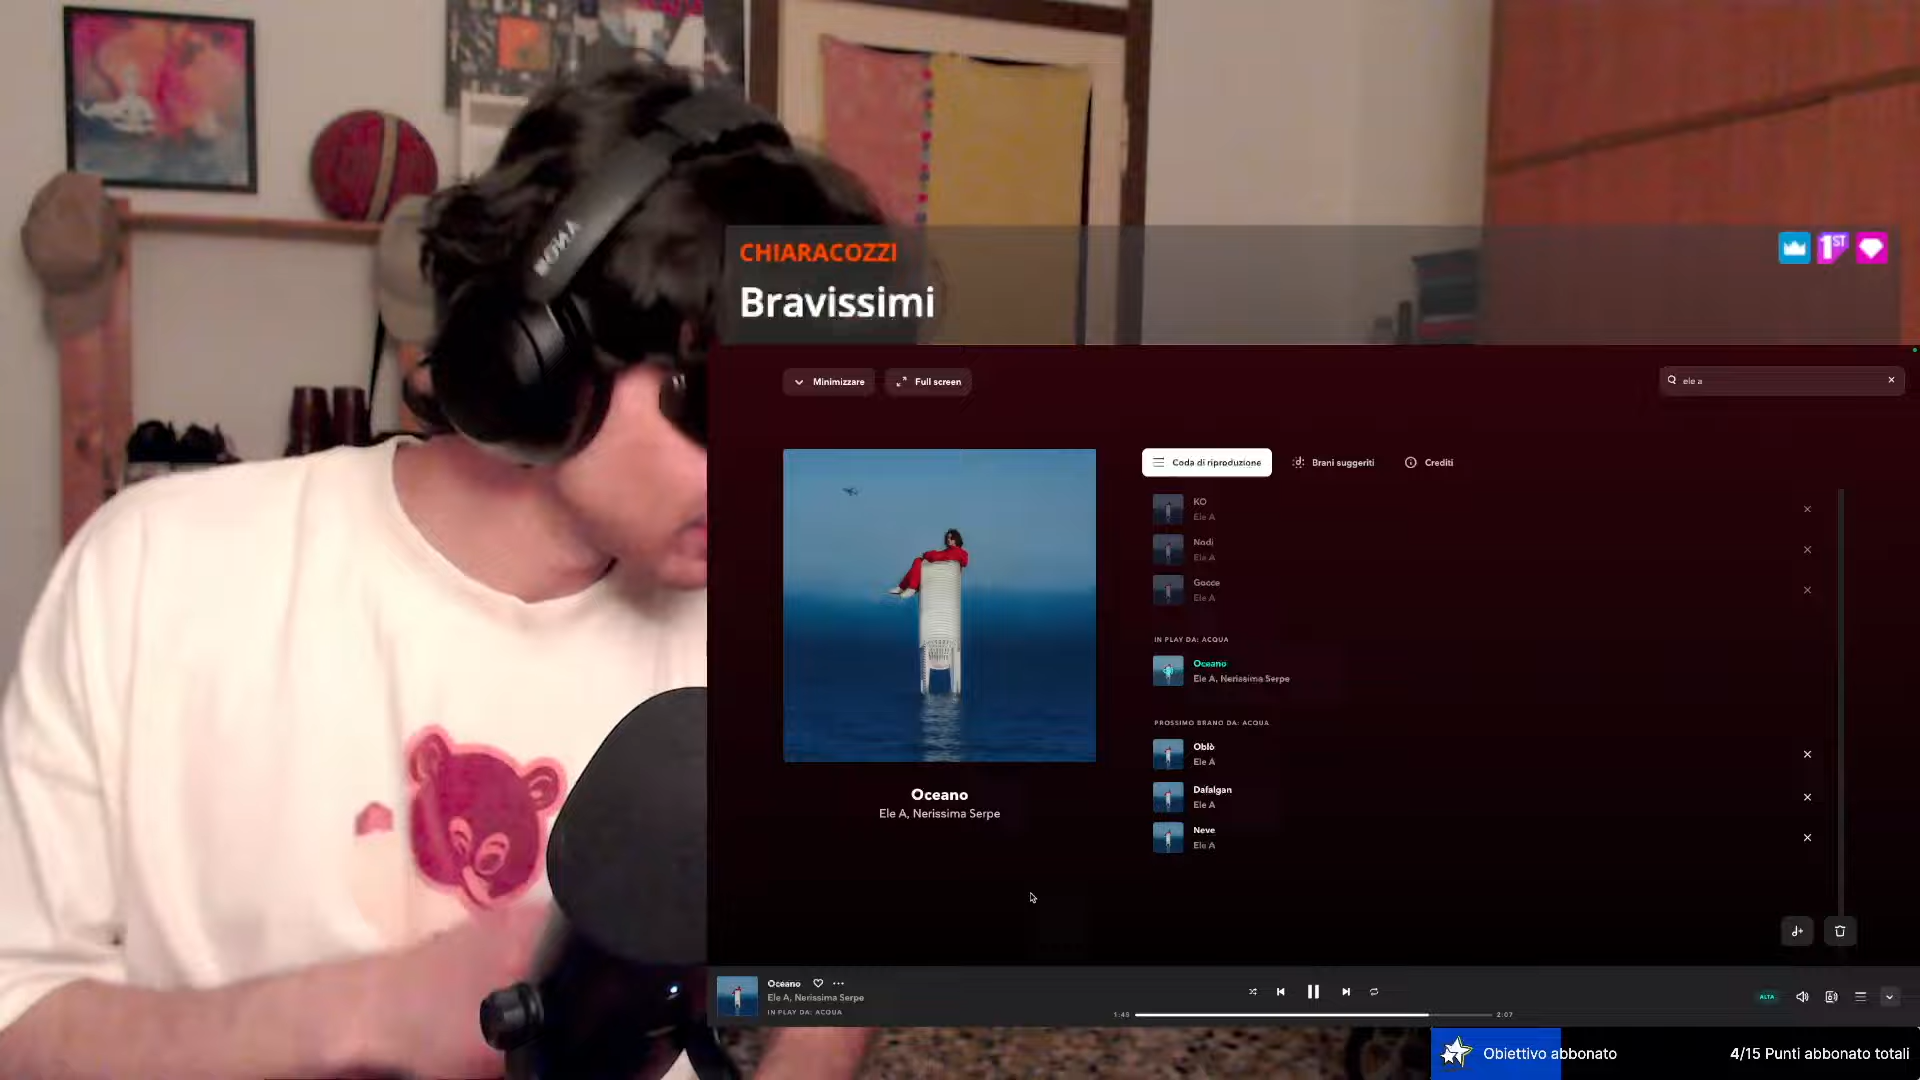 CHIARACOZZI
1ST
Bravissimi
Minimizzare
Full screen
ele a
Coda di riproduzione
Brani suggeriti
Crediti
KO
Ele A
Nodi
Ele A
Gocce
Ele A
IN PLAY DA: ACQUA
Oceano
Ele A, Nerissima Serpe
PROSSIMO BRANO DA: ACQUA
Oblò
Ele A
Dafalgan
Ele A
Neve
Ele A
Oceano
Ele A, Nerissima Serpe
Oceano
Ele A, Nerissima Serpe
IN PLAY DA: ACQUA
1:45
2:07
ALTA
Obiettivo abbonato
4/15 Punti abbonato totali